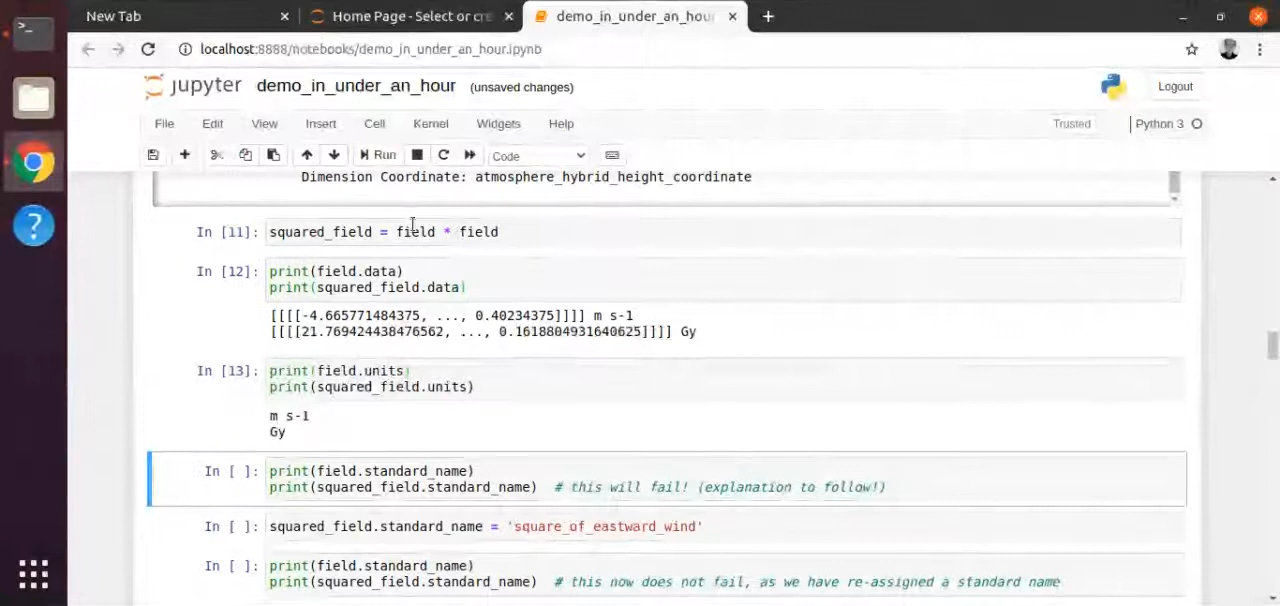 New Tab
Home Page - Select or cre
demo_in_under_an_hour
localhost:8888/notebooks/demo_in_under_an_hour.ipynb
jupyter demo_in_under_an_hour (unsaved changes)
Logout
File Edit View Insert Cell Kernel Widgets Help
Trusted Python 3
Run Code
Dimension Coordinate: atmosphere_hybrid_height_coordinate
In [11]: squared_field = field * field
In [12]: print(field.data)
print(squared_field.data)
[[[[-4.665771484375, ..., 0.40234375]]]] m s-1
[[[[21.769424438476562, ..., 0.1618804931640625]]]] Gy
In [13]: print(field.units)
print(squared_field.units)
m s-1
Gy
In [ ]: print(field.standard_name)
print(squared_field.standard_name) # this will fail! (explanation to follow!)
In [ ]: squared_field.standard_name = 'square_of_eastward_wind'
In [ ]: print(field.standard_name)
print(squared_field.standard_name) # this now does not fail, as we have re-assigned a standard name